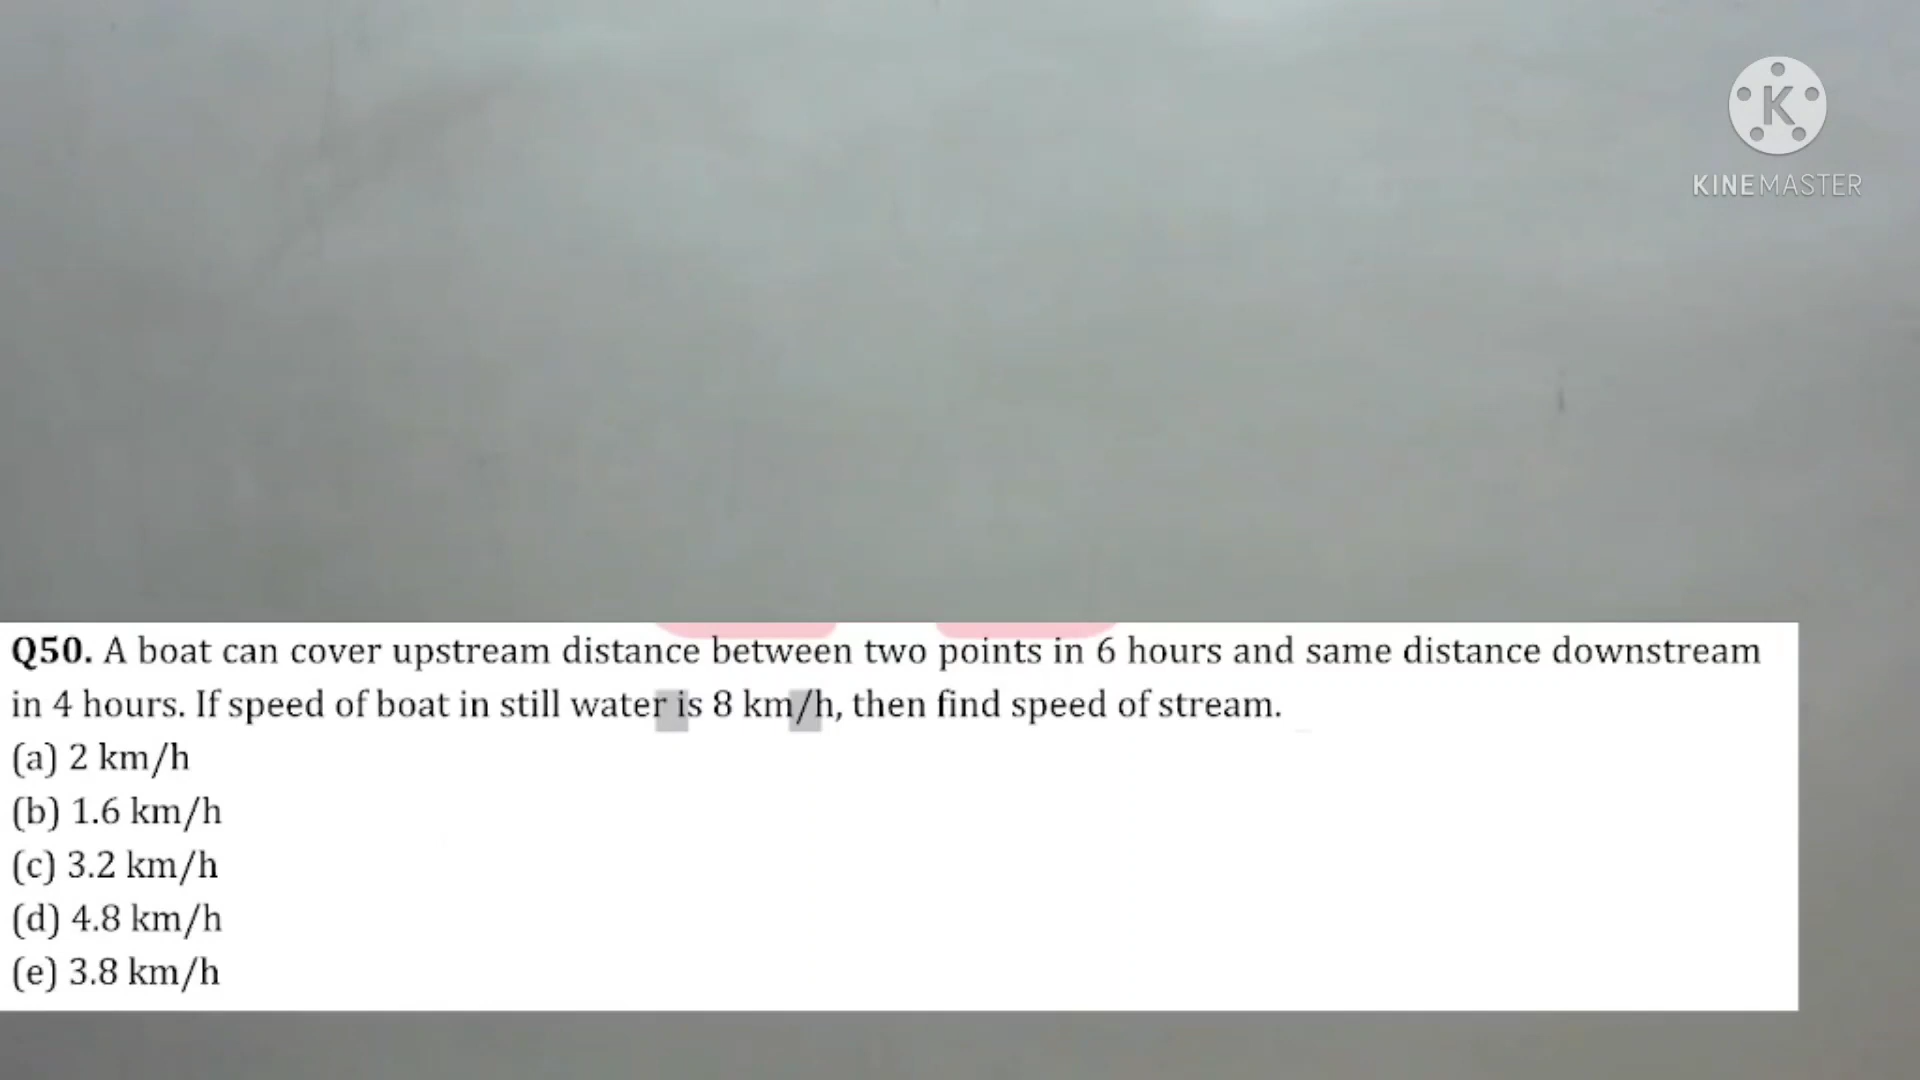 K
KINEMASTER
Q50. A boat can cover upstream distance between two points in 6 hours and same distance downstream
in 4 hours. If speed of boat in still water is 8 km/h, then find speed of stream.
(a) 2 km/h
(b) 1.6 km/h
(c) 3.2 km/h
(d) 4.8 km/h
(e) 3.8 km/h